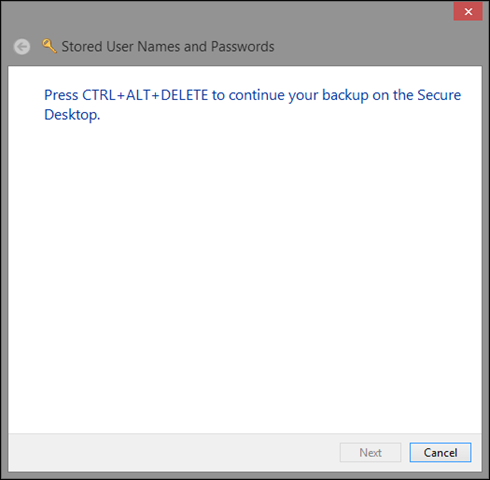 Stored User Names and Passwords
Press CTRL+ALT+DELETE to continue your backup on the Secure
Desktop.
Next
Cancel